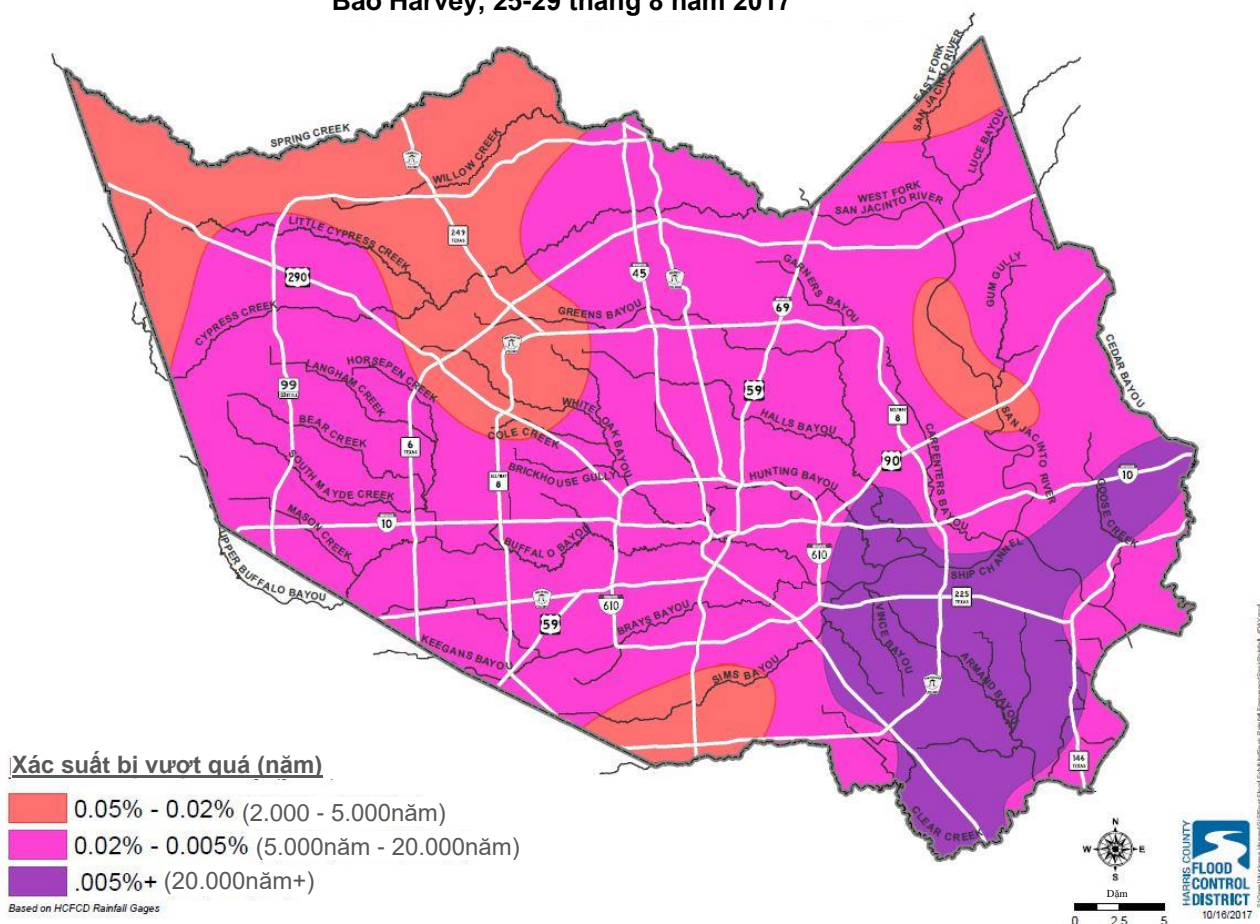 Bão Harvey, 25-29 tháng 8 năm 2017
EAST FORK
SAN JACINTO RIVER
SPRING CREEK
WILLOW CREEK
LUCE BAYOU
WEST FORK
SAN JACINTO RIVER
LITTLE CYPRESS CREEK
249
TEXAS
290
45
GARNERS BAYOU
GUM GULLY
69
CYPRESS CREEK
GREENS BAYOU
CEDAR BAYOU
HORSEPEN CREEK
LANGHAM CREEK
99
59
WHITE OAK BAYOU
HALLS BAYOU
8
SAN JACINTO RIVER
BEAR CREEK
COLE CREEK
6
TEXAS
CARPENTERS BAYOU
90
SOUTH MAYDE CREEK
BRICKHOUSE GULLY
8
HUNTING BAYOU
10
GOOSE CREEK
MASON CREEK
10
BUFFALO BAYOU
610
SHIP CHANNEL
UPPER BUFFALO BAYOU
225
TEXAS
610
59
BRAYS BAYOU
VINCE BAYOU
KEEGANS BAYOU
ARMAND BAYOU
SIMS BAYOU
146
TEXAS
CLEAR CREEK
Xác suất bị vượt quá (năm)
0.05% - 0.02% (2.000 - 5.000năm)
0.02% - 0.005% (5.000năm - 20.000năm)
.005%+ (20.000năm+)
Based on HCFCD Rainfall Gages
N
W E
S
Dặm
0 2.5 5
HARRIS COUNTY
FLOOD
CONTROL
DISTRICT
10/16/2017